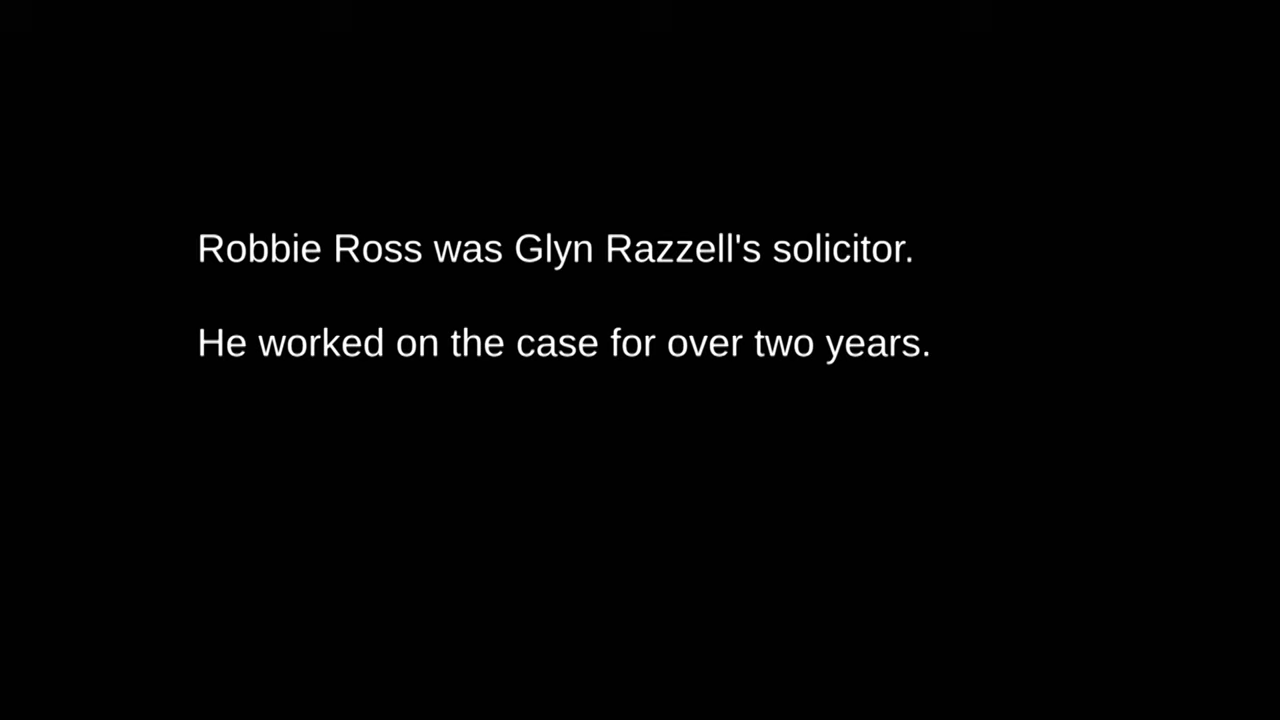 Robbie Ross was Glyn Razzell's solicitor.
He worked on the case for over two years.